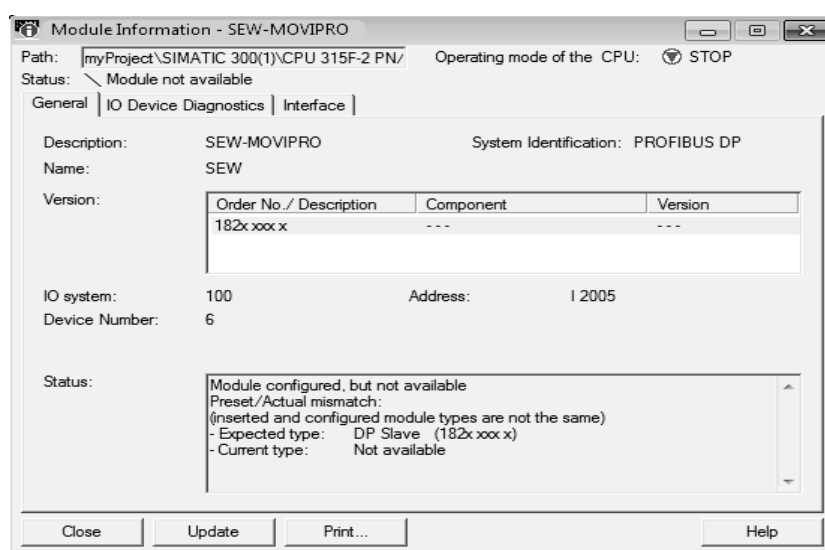 Module Information - SEW-MOVIPRO
Path: myProject\SIMATIC 300(1)\CPU 315F-2 PN/ Operating mode of the CPU: STOP
Status: Module not available
General IO Device Diagnostics Interface
Description: SEW-MOVIPRO System Identification: PROFIBUS DP
Name: SEW
Version: Order No./ Description Component Version
182x xxx x --- ---
IO system: 100 Address: I 2005
Device Number: 6
Status: Module configured, but not available
Preset/Actual mismatch:
(inserted and configured module types are not the same)
- Expected type: DP Slave (182x xxx x)
- Current type: Not available
Close Update Print... Help